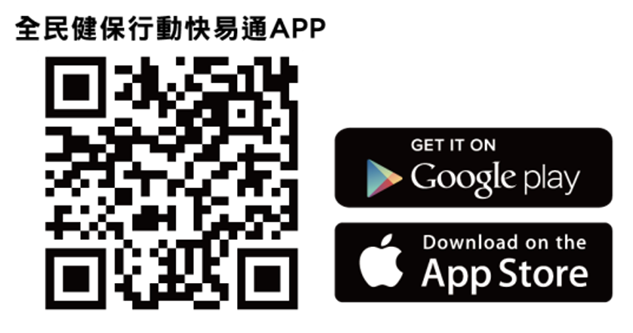 全民健保行動快易通APP
GET IT ON
Google play
Download on the
App Store